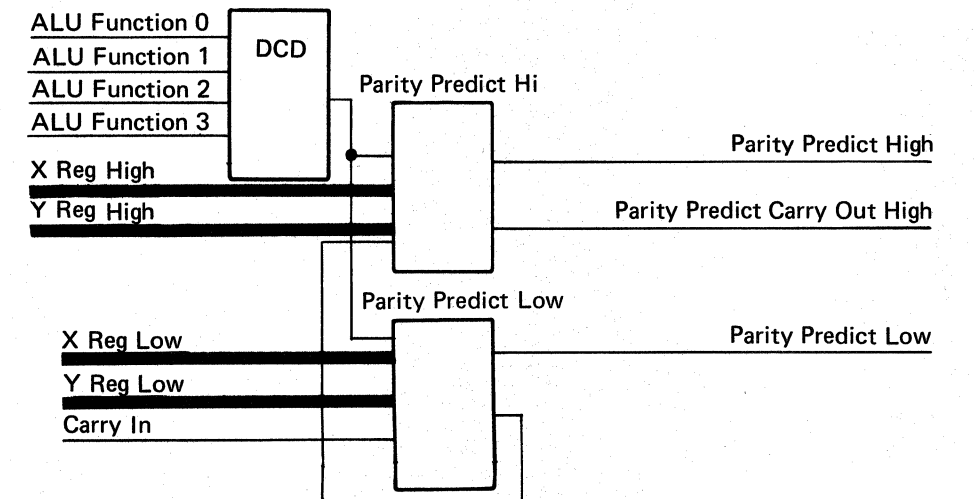 ALU Function 0
DCD
ALU Function 1
ALU Function 2
ALU Function 3
Parity Predict Hi
Parity Predict High
X Reg High
Y Reg High
Parity Predict Carry Out High
Parity Predict Low
X Reg Low
Parity Predict Low
Y Reg Low
Carry In